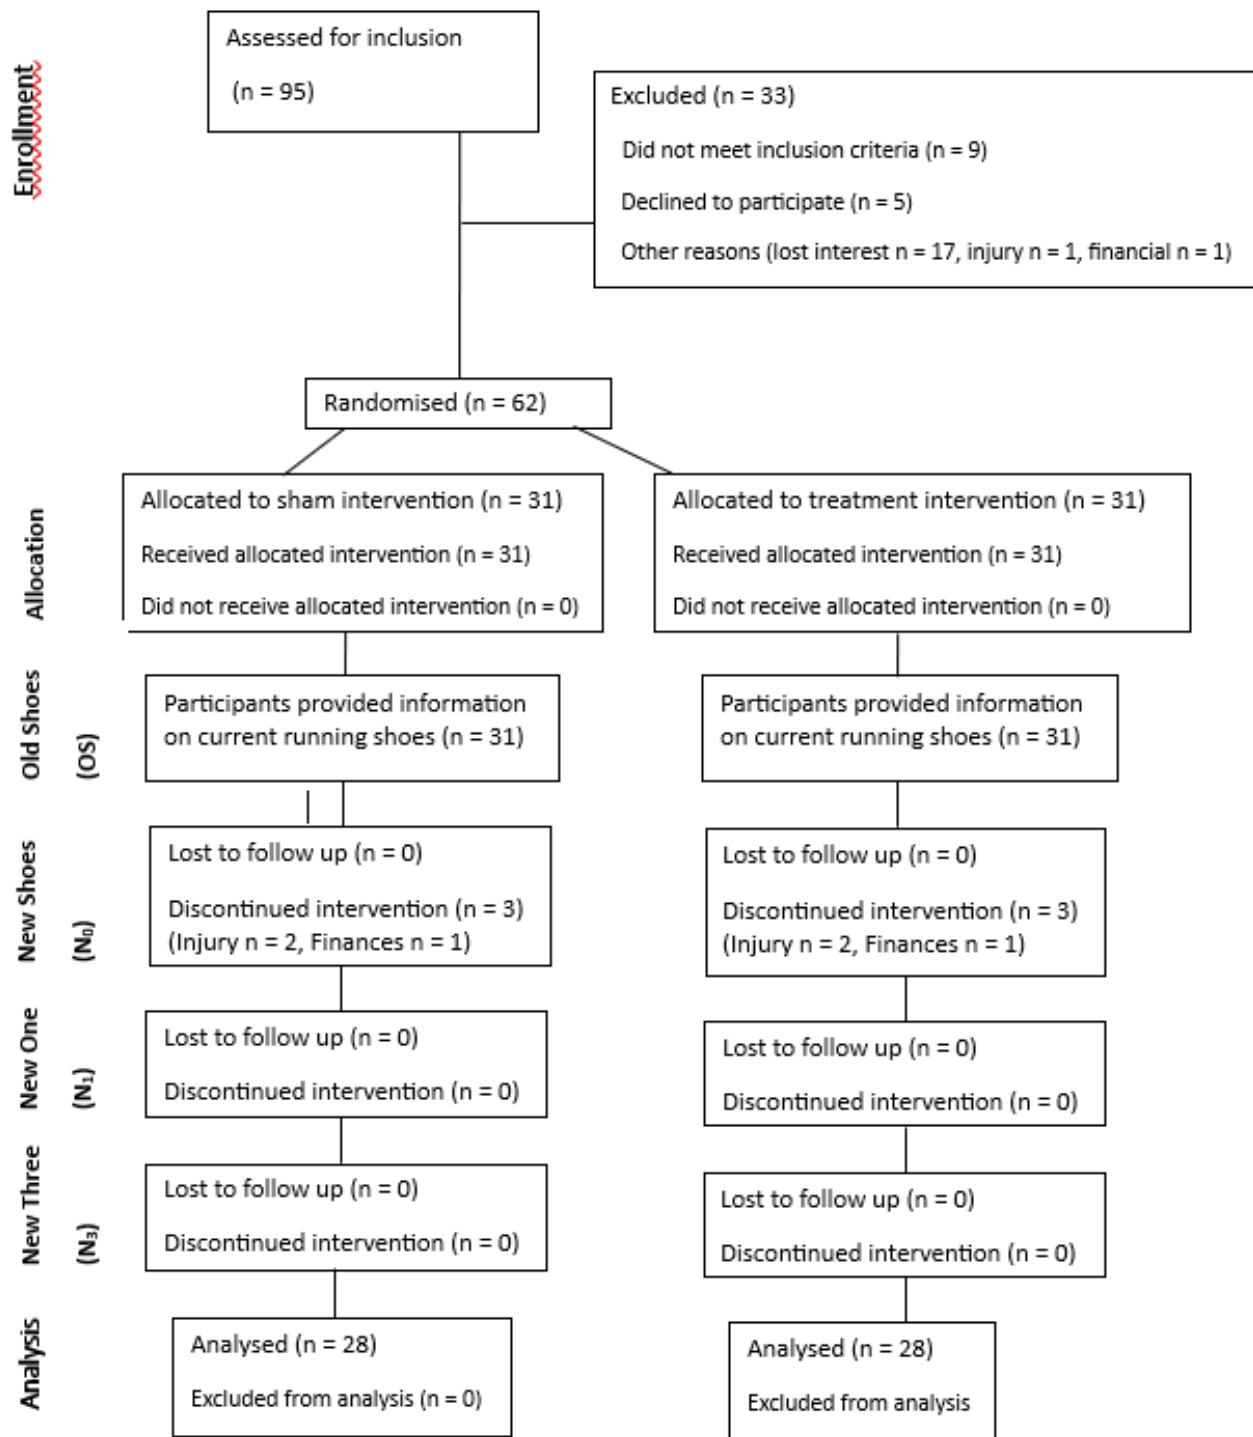 Enrollment
Assessed for inclusion
(n = 95)
Excluded (n = 33)
Did not meet inclusion criteria (n = 9)
Declined to participate (n = 5)
Other reasons (lost interest n = 17, injury n = 1, financial n = 1)
Randomised (n = 62)
Allocation
Allocated to sham intervention (n = 31)
Received allocated intervention (n = 31)
Did not receive allocated intervention (n = 0)
Allocated to treatment intervention (n = 31)
Received allocated intervention (n = 31)
Did not receive allocated intervention (n = 0)
Old Shoes
(OS)
Participants provided information
on current running shoes (n = 31)
Participants provided information
on current running shoes (n = 31)
New Shoes
(N₀)
Lost to follow up (n = 0)
Discontinued intervention (n = 3)
(Injury n = 2, Finances n = 1)
Lost to follow up (n = 0)
Discontinued intervention (n = 3)
(Injury n = 2, Finances n = 1)
New One
(N₁)
Lost to follow up (n = 0)
Discontinued intervention (n = 0)
Lost to follow up (n = 0)
Discontinued intervention (n = 0)
New Three
(N₃)
Lost to follow up (n = 0)
Discontinued intervention (n = 0)
Lost to follow up (n = 0)
Discontinued intervention (n = 0)
Analysis
Analysed (n = 28)
Excluded from analysis (n = 0)
Analysed (n = 28)
Excluded from analysis